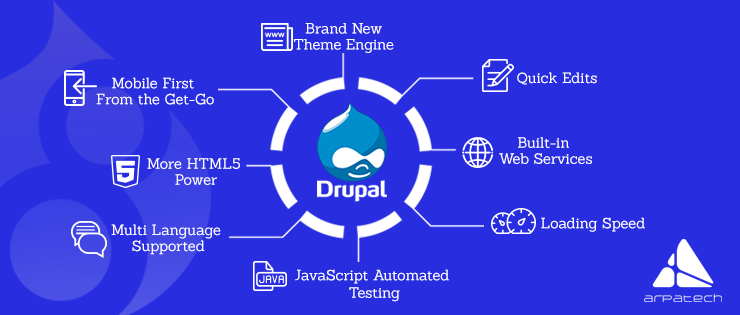 www
Brand New
Theme Engine
Mobile First
From the Get-Go
Quick Edits
Built-in
Web Services
More HTML5
Power
5
Drupal
Multi Language
Supported
Loading Speed
JAVA
JavaScript Automated
Testing
arpatech